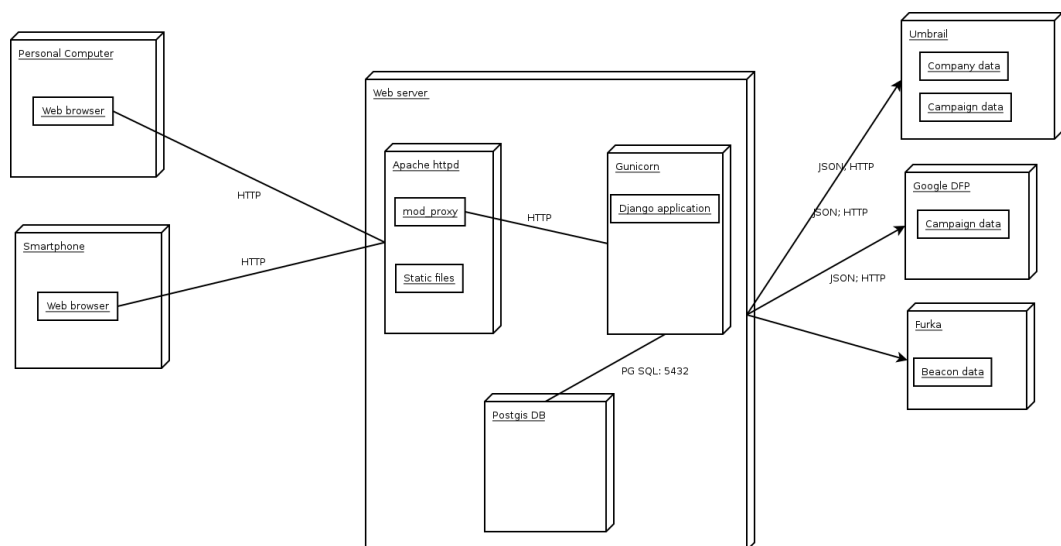 Personal Computer
Web browser
HTTP
Smartphone
Web browser
HTTP
Web server
Apache httpd
mod_proxy
Static files
HTTP
Gunicorn
Django application
PG SQL: 5432
Postgis DB
JSON; HTTP
JSON; HTTP
JSON; HTTP
Umbrail
Company data
Campaign data
Google DFP
Campaign data
Furka
Beacon data